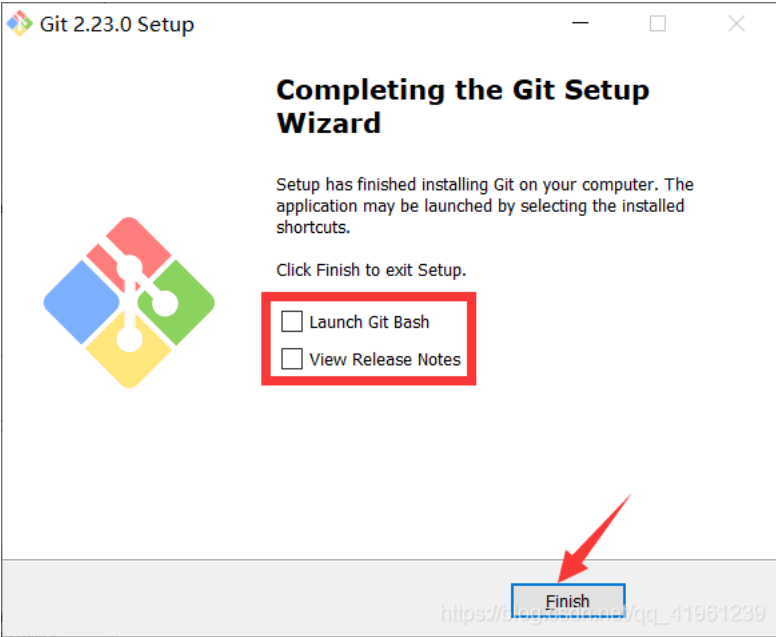 Git 2.23.0 Setup
Completing the Git Setup
Wizard
Setup has finished installing Git on your computer. The
application may be launched by selecting the installed
shortcuts.
Click Finish to exit Setup.
Launch Git Bash
View Release Notes
Finish
https://blog.csdn.net/qq_41961239